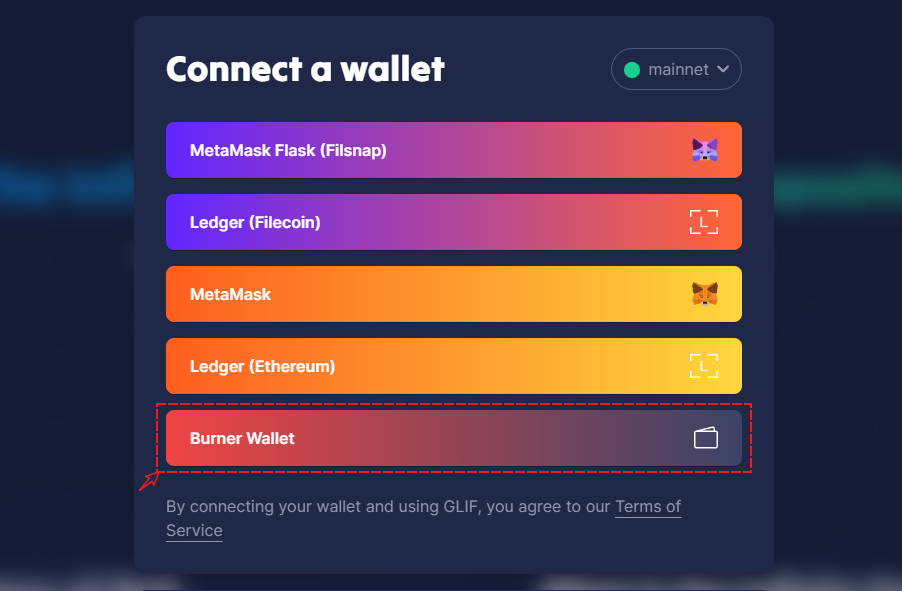 Connect a wallet
mainnet
MetaMask Flask (Filsnap)
Ledger (Filecoin)
L
MetaMask
Ledger (Ethereum)
L
Burner Wallet
By connecting your wallet and using GLIF, you agree to our Terms of
Service